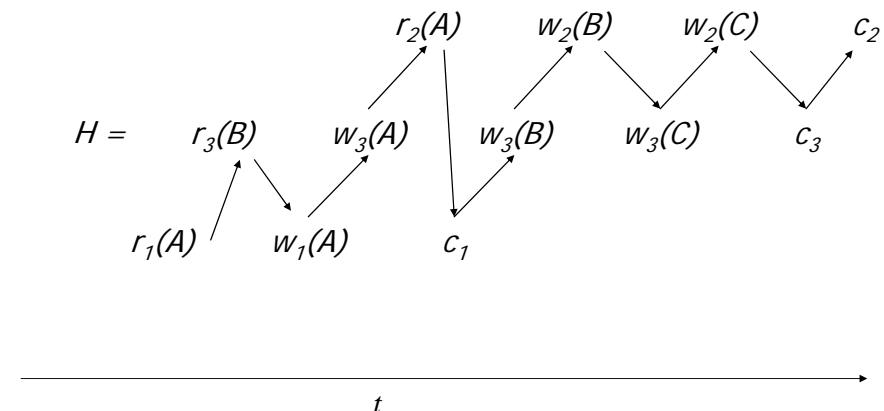 r₂(A) w₂(B) w₂(C) c₂
H = r₃(B) w₃(A) w₃(B) w₃(C) c₃
r₁(A) w₁(A) c₁
t